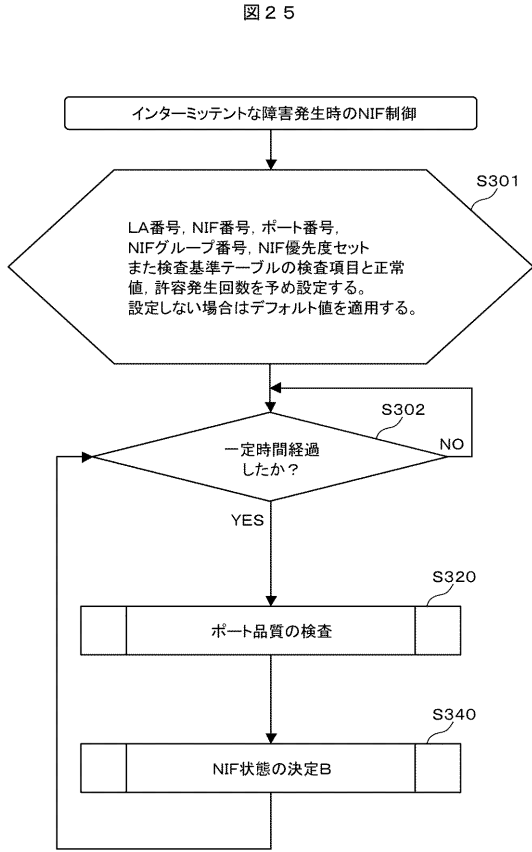 図２５
インターミッテントな障害発生時のNIF制御
S301
LA番号，NIF番号，ポート番号，
NIFグループ番号，NIF優先度セット
また検査基準テーブルの検査項目と正常
値，許容発生回数を予め設定する。
設定しない場合はデフォルト値を適用する。
S302
一定時間経過
したか？
NO
YES
S320
ポート品質の検査
S340
NIF状態の決定B